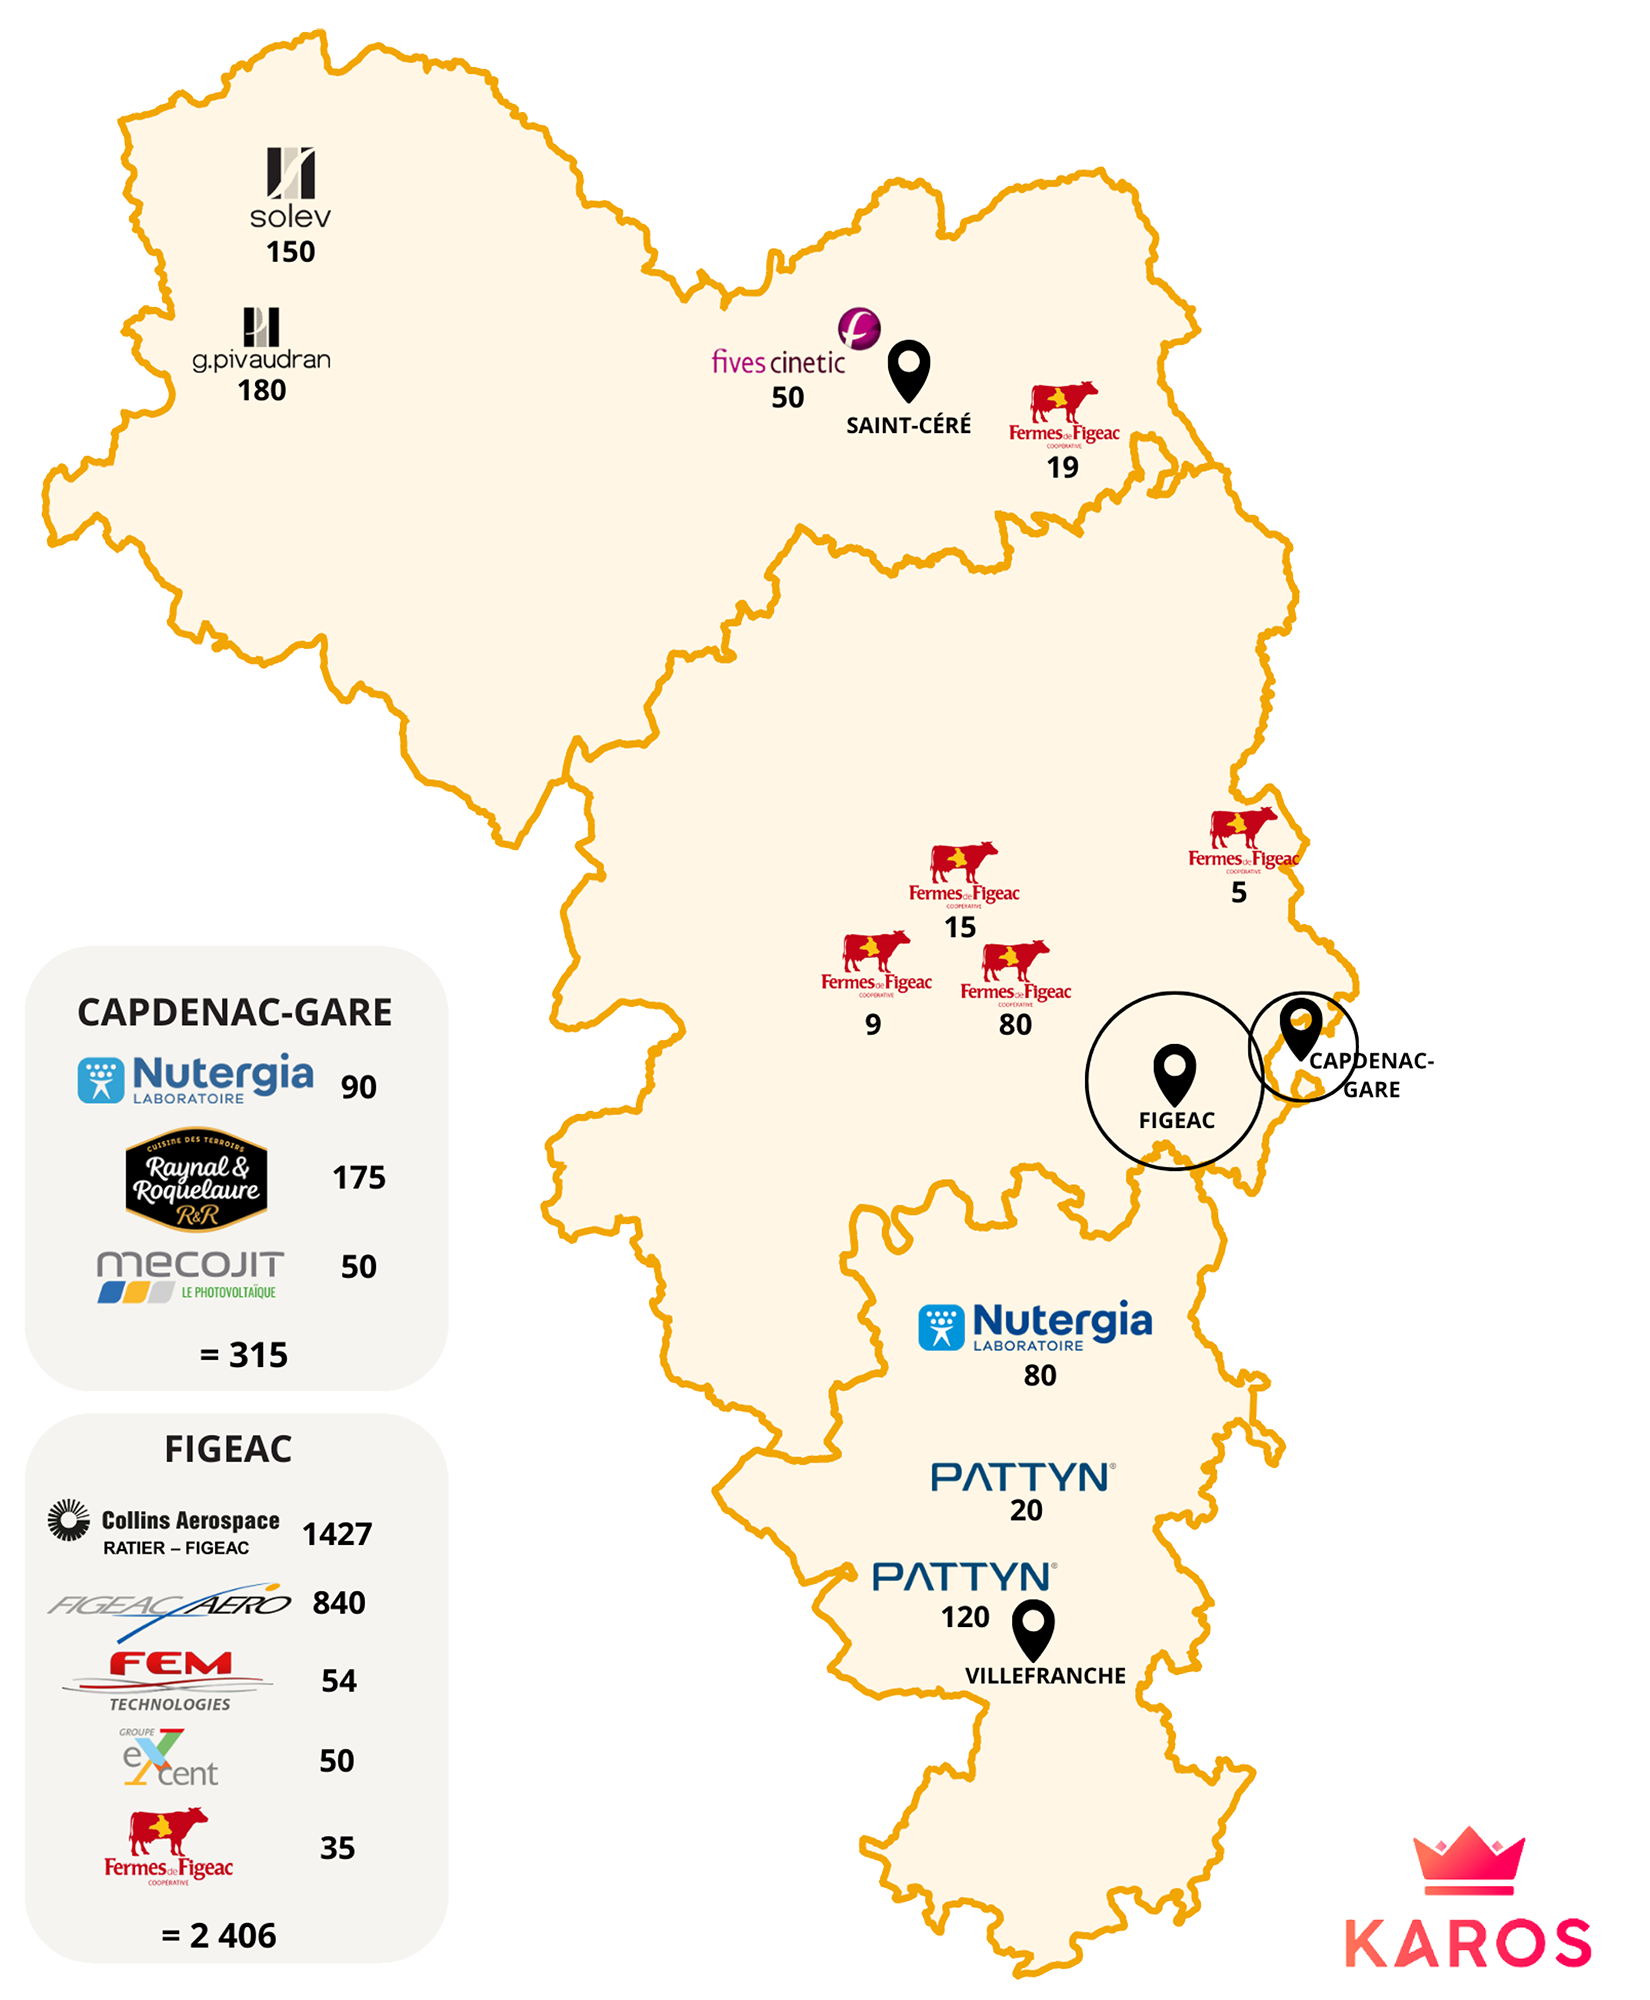 solev
150
g.pivaudran
180
fives cinetic
50
SAINT-CÉRÉ
Fermes de Figeac
COOPÉRATIVE
19
Fermes de Figeac
COOPÉRATIVE
5
Fermes de Figeac
COOPÉRATIVE
15
Fermes de Figeac
COOPÉRATIVE
9
Fermes de Figeac
COOPÉRATIVE
80
CAPDENAC-
GARE
FIGEAC
Nutergia
LABORATOIRE
80
PATTYN®
20
PATTYN®
120
VILLEFRANCHE
CAPDENAC-GARE
Nutergia
LABORATOIRE
90
CUISINE DES TERROIRS
Raynal &
Roquelaure
R&R
175
mecojit
LE PHOTOVOLTAÏQUE
50
= 315
FIGEAC
Collins Aerospace
RATIER – FIGEAC
1427
FIGEAC AERO
840
FEM
TECHNOLOGIES
54
GROUPE
eXcent
50
Fermes de Figeac
COOPÉRATIVE
35
= 2 406
KAROS